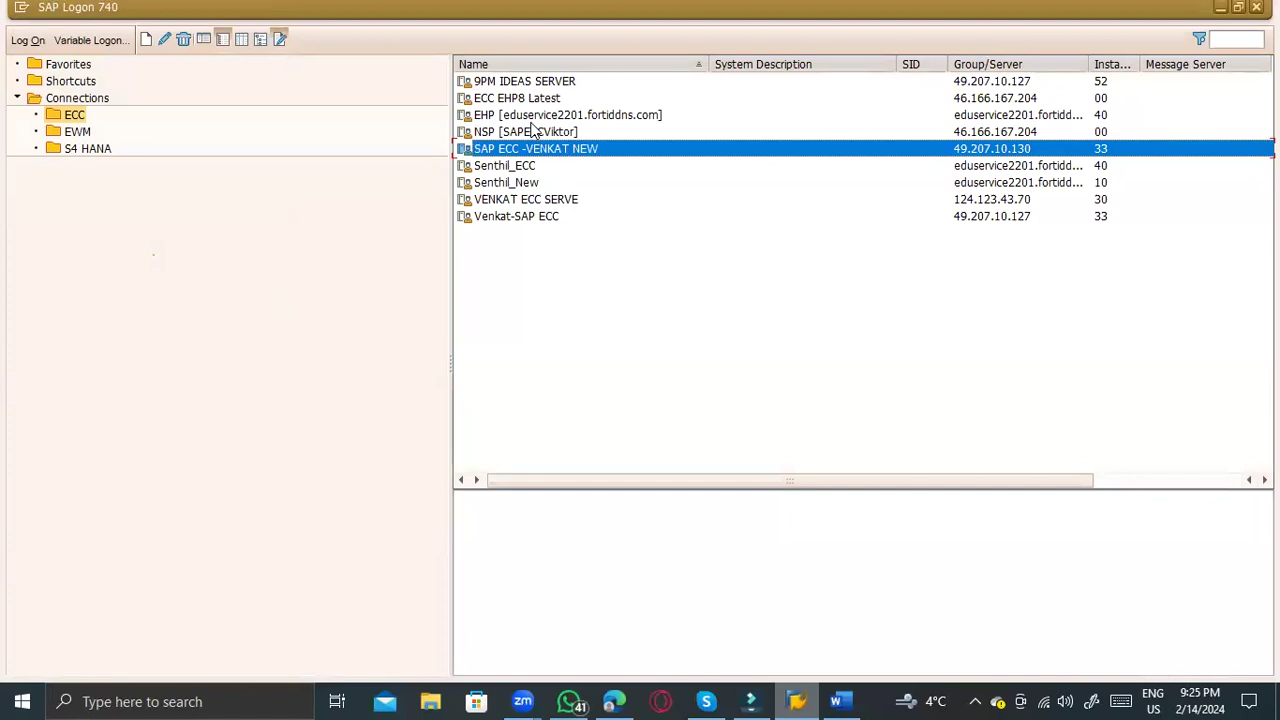 SAP Logon 740
Log On Variable Logon...
Favorites
Shortcuts
Connections
ECC
EWM
S4 HANA
Name System Description SID Group/Server Insta... Message Server
9PM IDEAS SERVER 49.207.10.127 52
ECC EHP8 Latest 46.166.167.204 00
EHP [eduservice2201.fortiddns.com] eduservice2201.fortidd... 40
NSP [SAPE Viktor] 46.166.167.204 00
SAP ECC -VENKAT NEW 49.207.10.130 33
Senthil_ECC eduservice2201.fortidd... 40
Senthil_New eduservice2201.fortidd... 10
VENKAT ECC SERVE 124.123.43.70 30
Venkat-SAP ECC 49.207.10.127 33
Type here to search
zm
41
4°C
ENG
US
9:25 PM
2/14/2024